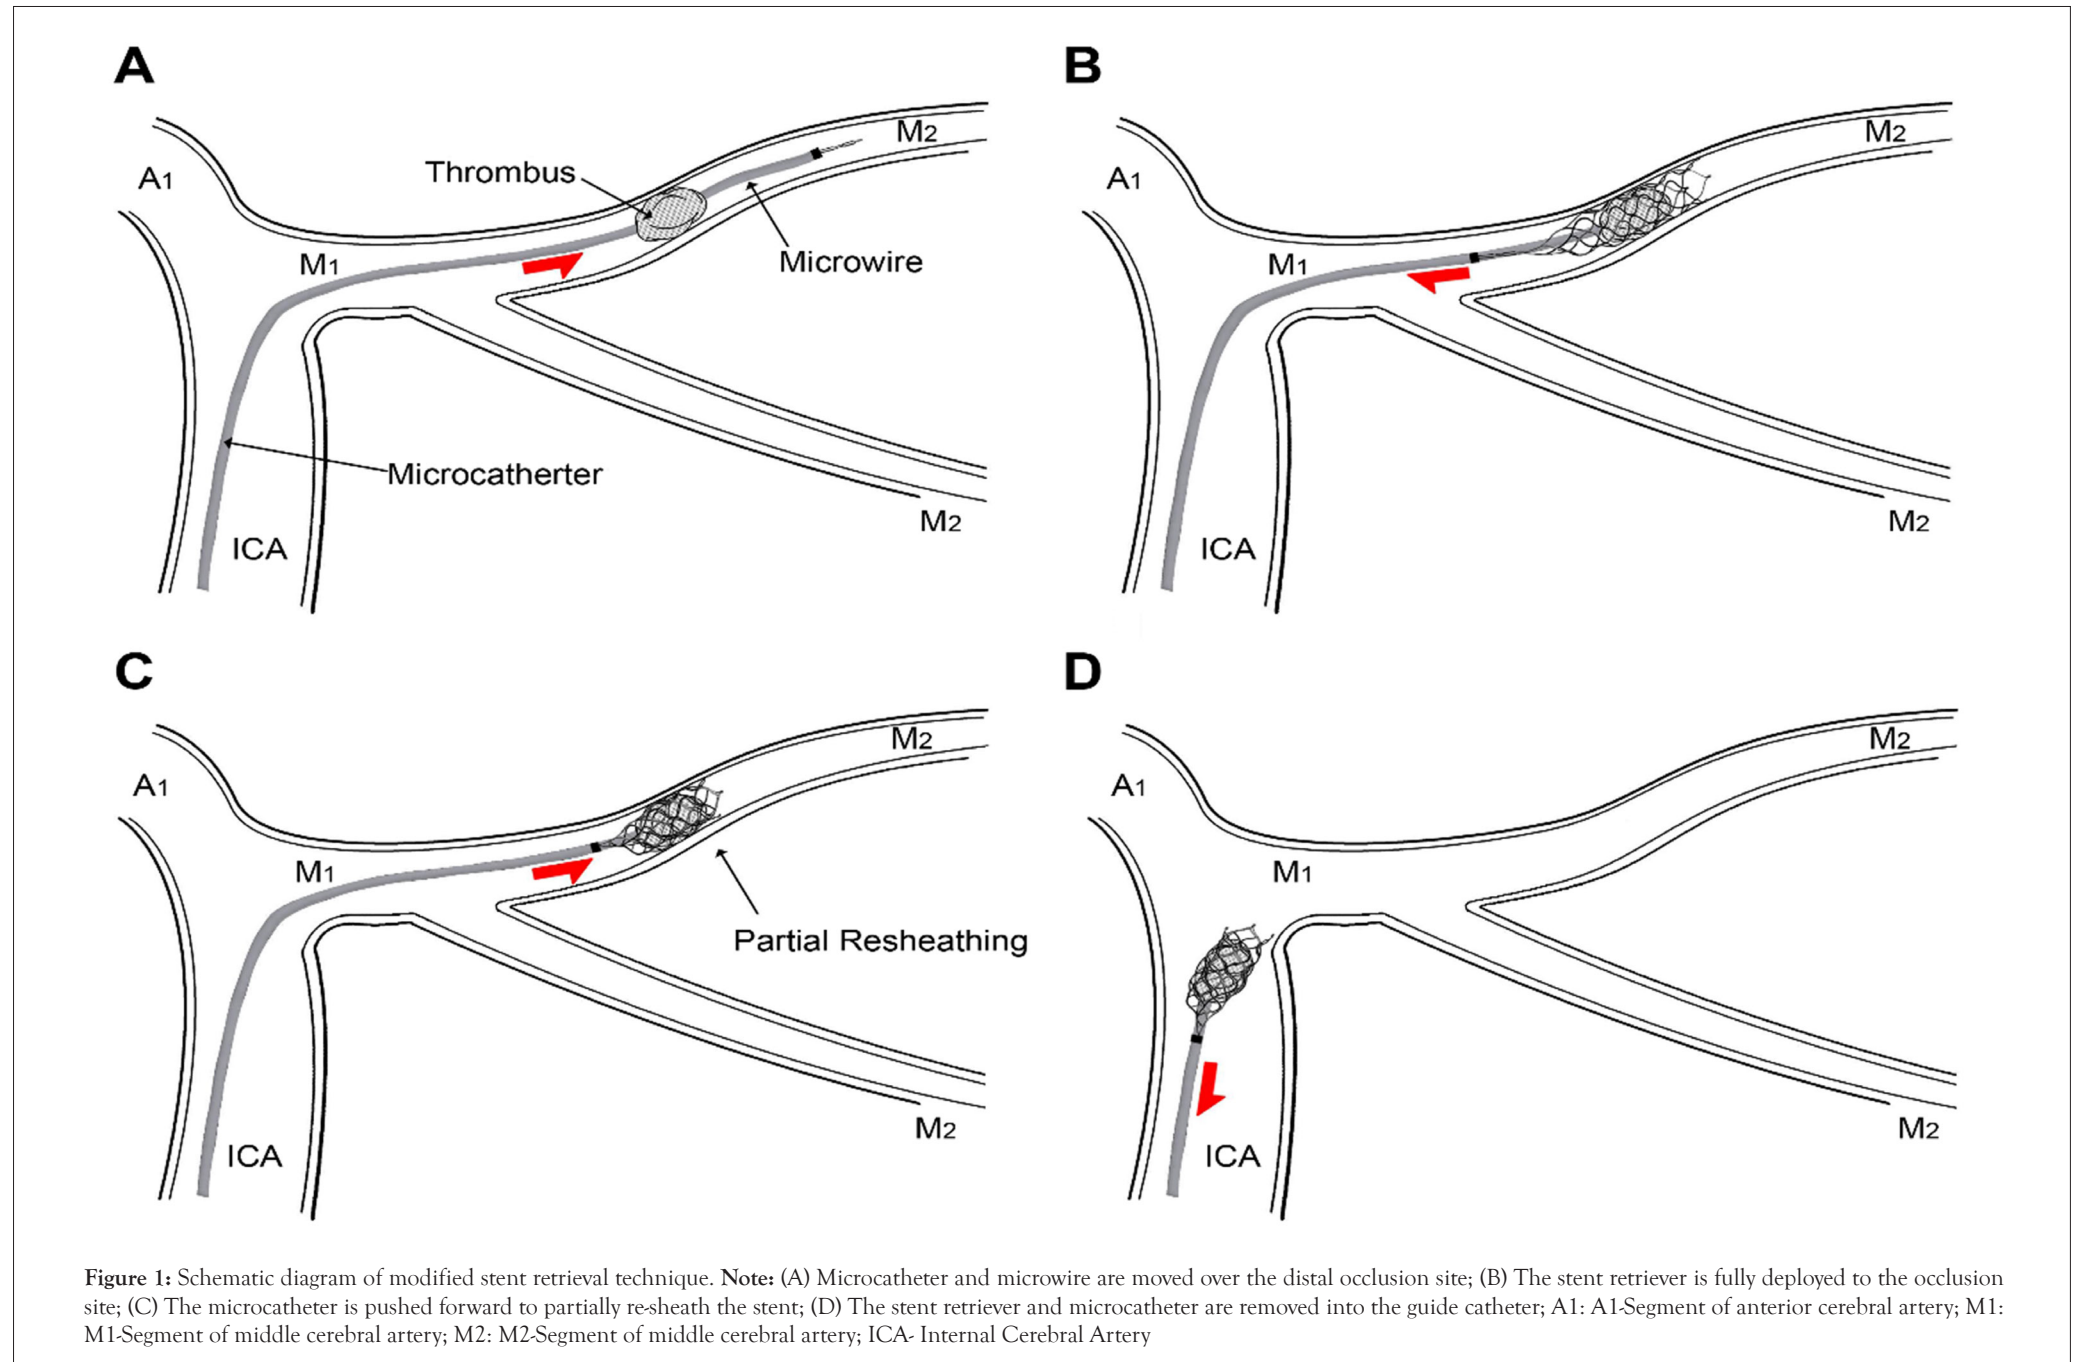 A
A1
Thrombus
M2
M1
Microwire
Microcatherter
ICA
M2
B
A1
M2
M1
ICA
M2
C
A1
M2
M1
Partial Resheathing
ICA
M2
D
A1
M2
M1
ICA
M2
Figure 1: Schematic diagram of modified stent retrieval technique. Note: (A) Microcatheter and microwire are moved over the distal occlusion site; (B) The stent retriever is fully deployed to the occlusion
site; (C) The microcatheter is pushed forward to partially re-sheath the stent; (D) The stent retriever and microcatheter are removed into the guide catheter; A1: A1-Segment of anterior cerebral artery; M1:
M1-Segment of middle cerebral artery; M2: M2-Segment of middle cerebral artery; ICA- Internal Cerebral Artery